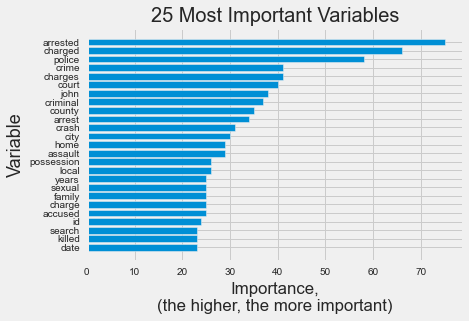 25 Most Important Variables
Variable
arrested
charged
police
crime
charges
court
john
criminal
county
arrest
crash
city
home
assault
possession
local
years
sexual
family
charge
accused
id
search
killed
date
0 10 20 30 40 50 60 70
Importance,
(the higher, the more important)